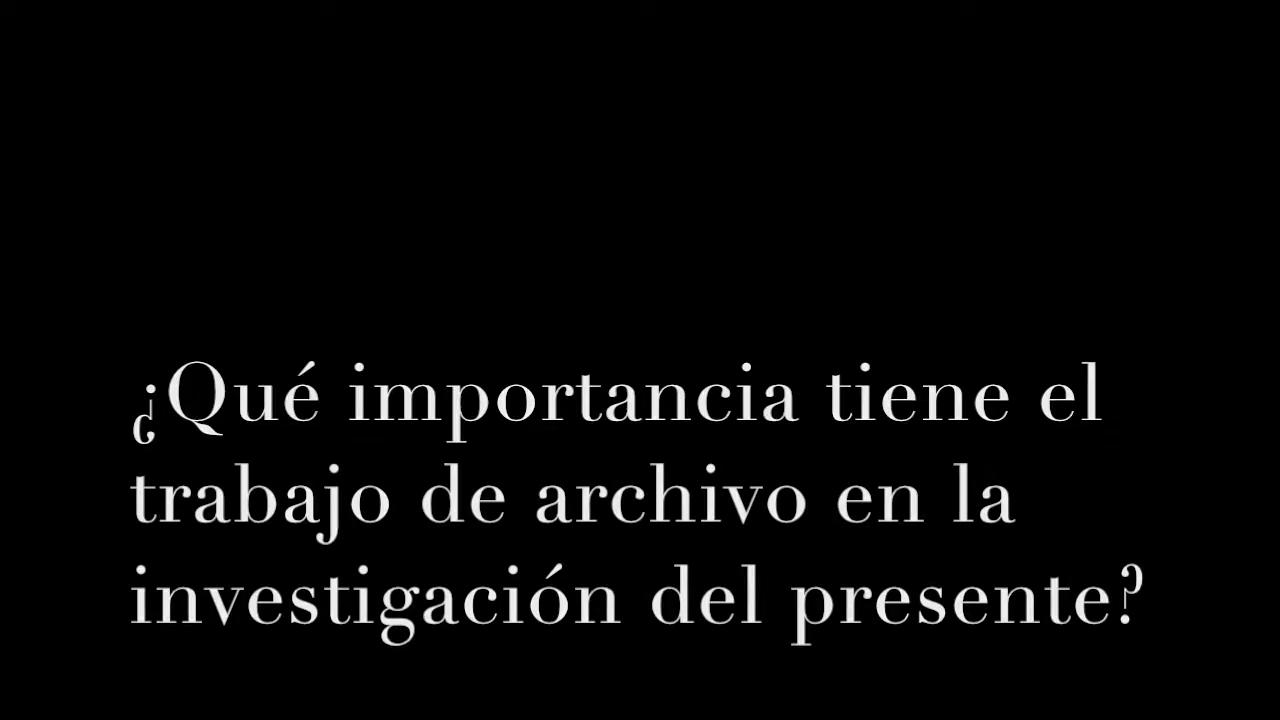 ¿Qué importancia tiene el
trabajo de archivo en la
investigación del presente?